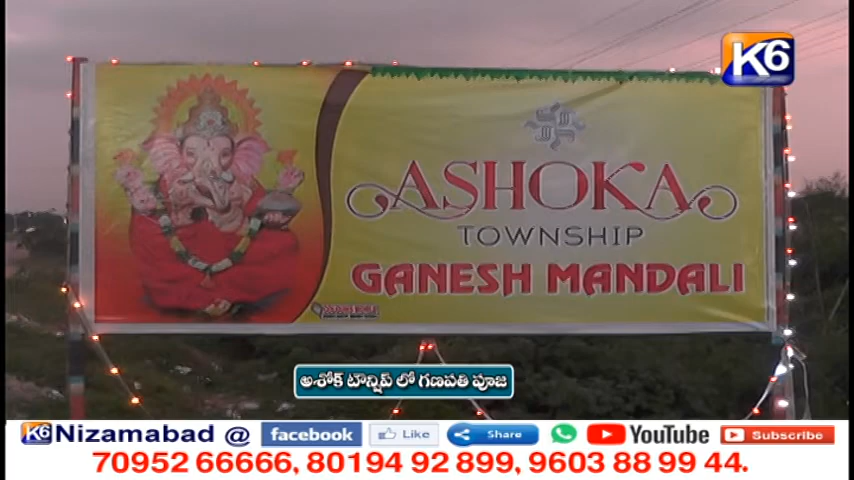 K6
ASHOKA
TOWNSHIP
GANESH MANDALI
అశోక్ టౌన్షిప్ లో గణపతి పూజ
K6 Nizamabad @ facebook Like Share YouTube Subscribe
70952 66666, 80194 92 899, 9603 88 99 44.